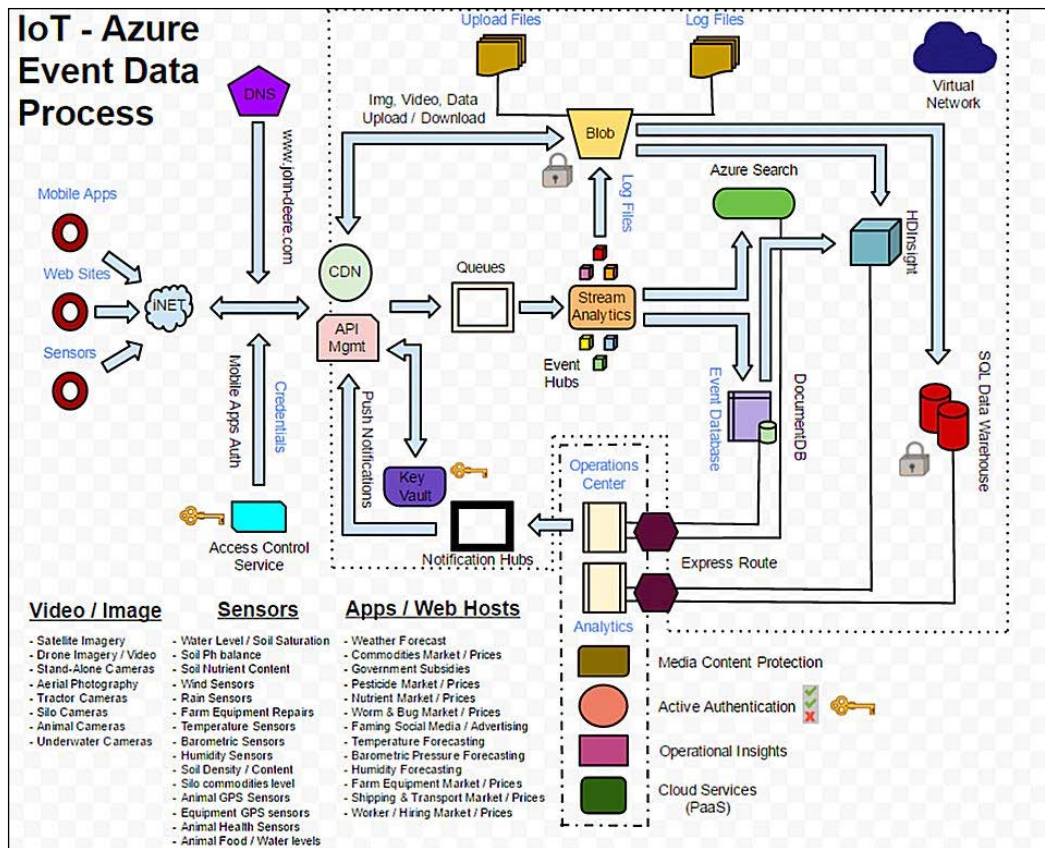 IoT - Azure
Event Data
Process
DNS
www.john-deere.com
Upload Files
Log Files
Virtual
Network
Img, Video, Data
Upload / Download
Blob
Log Files
Azure Search
HDInsight
Mobile Apps
Web Sites
Sensors
iNET
CDN
API
Mgmt
Queues
Stream
Analytics
Event
Hubs
Event Database
DocumentDB
SQL Data Warehouse
Mobile Apps Auth
Credentials
Push Notifications
Key
Vault
Access Control
Service
Notification Hubs
Operations
Center
Express Route
Analytics
Media Content Protection
Active Authentication
Operational Insights
Cloud Services
(PaaS)
Video / Image
- Satellite Imagery
- Drone Imagery / Video
- Stand-Alone Cameras
- Aerial Photography
- Tractor Cameras
- Silo Cameras
- Animal Cameras
- Underwater Cameras
Sensors
- Water Level / Soil Saturation
- Soil Ph balance
- Soil Nutrient Content
- Wind Sensors
- Rain Sensors
- Farm Equipment Repairs
- Temperature Sensors
- Barometric Sensors
- Humidity Sensors
- Soil Density / Content
- Silo commodities level
- Animal GPS Sensors
- Equipment GPS sensors
- Animal Health Sensors
- Animal Food / Water levels
Apps / Web Hosts
- Weather Forecast
- Commodities Market / Prices
- Government Subsidies
- Pesticide Market / Prices
- Nutrient Market / Prices
- Worm & Bug Market / Prices
- Faming Social Media / Advertising
- Temperature Forecasting
- Barometric Pressure Forecasting
- Humidity Forecasting
- Farm Equipment Market / Prices
- Shipping & Transport Market / Prices
- Worker / Hiring Market / Prices